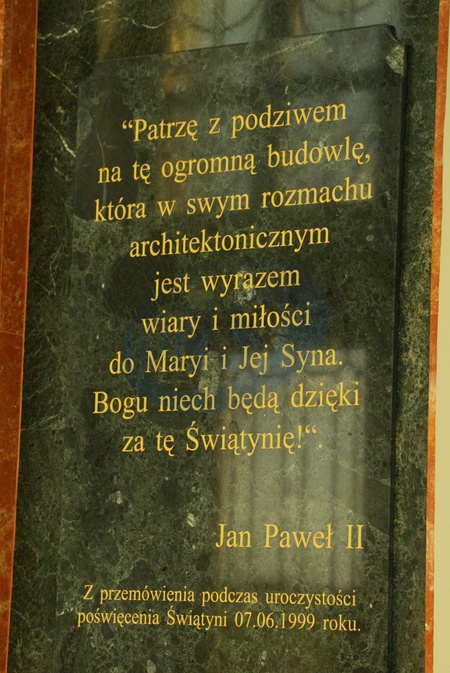 “Patrzę z podziwem
na tę ogromną budowlę,
która w swym rozmachu
architektonicznym
jest wyrazem
wiary i miłości
do Maryi i Jej Syna.
Bogu niech będą dzięki
za tę Świątynię!“.
Jan Paweł II
Z przemówienia podczas uroczystości
poświęcenia Świątyni 07.06.1999 roku.